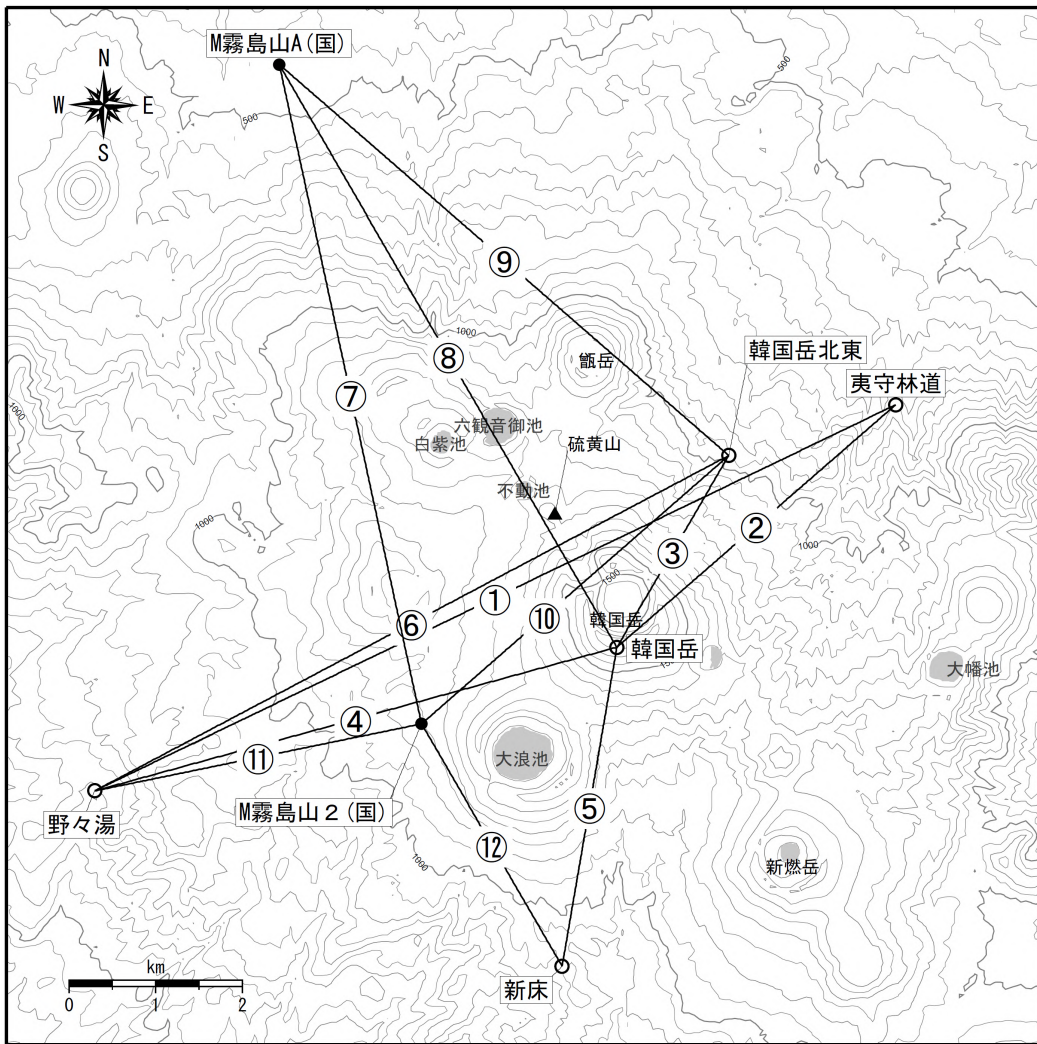 M霧島山A(国)
N
W
E
S
500
500
⑨
1000
⑧
韓国岳北東
甑岳
夷守林道
⑦
1000
六観音御池
白紫池
硫黄山
不動池
1000
②
③
1000
1500
①
⑩
韓国岳
⑥
韓国岳
大幡池
④
⑪
大浪池
M霧島山2(国)
野々湯
⑤
⑫
1000
新燃岳
km
0
1
2
新床